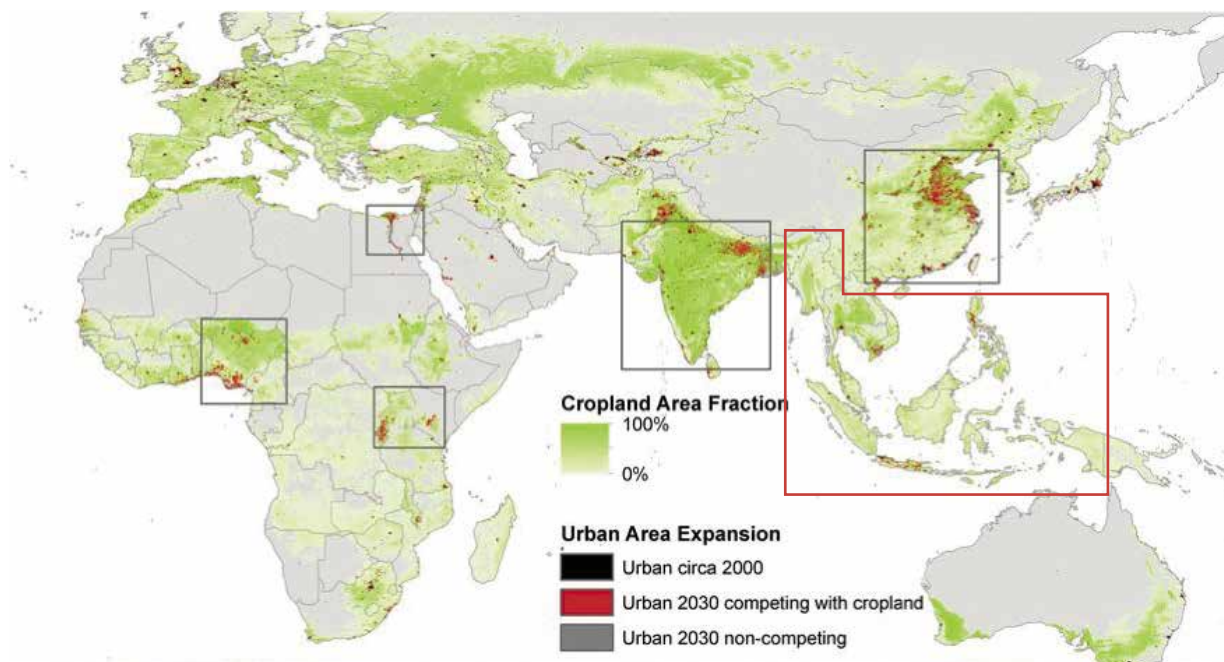 Cropland Area Fraction
100%
0%
Urban Area Expansion
Urban circa 2000
Urban 2030 competing with cropland
Urban 2030 non-competing